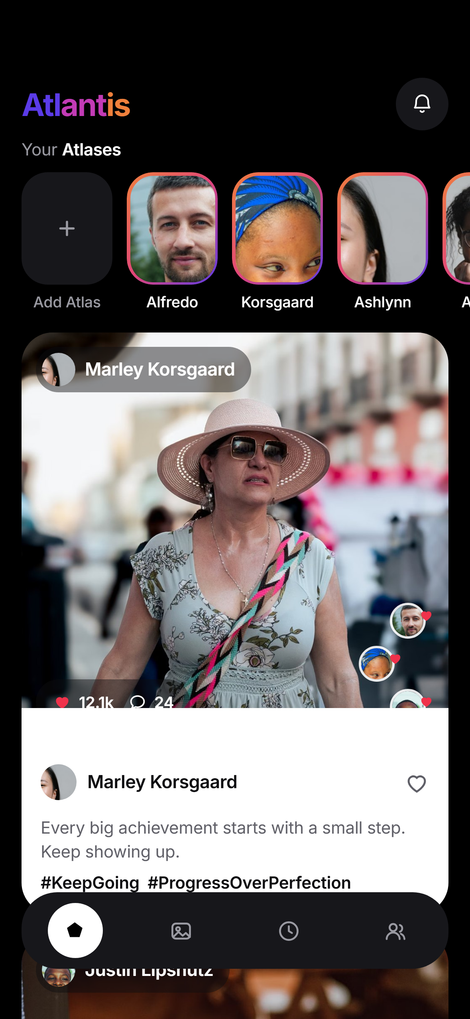 Atlantis
Your Atlases
Add Atlas
Alfredo
Korsgaard
Ashlynn
A
Marley Korsgaard
12.1k
24
Marley Korsgaard
Every big achievement starts with a small step.
Keep showing up.
#KeepGoing #ProgressOverPerfection
Justin Lipshutz